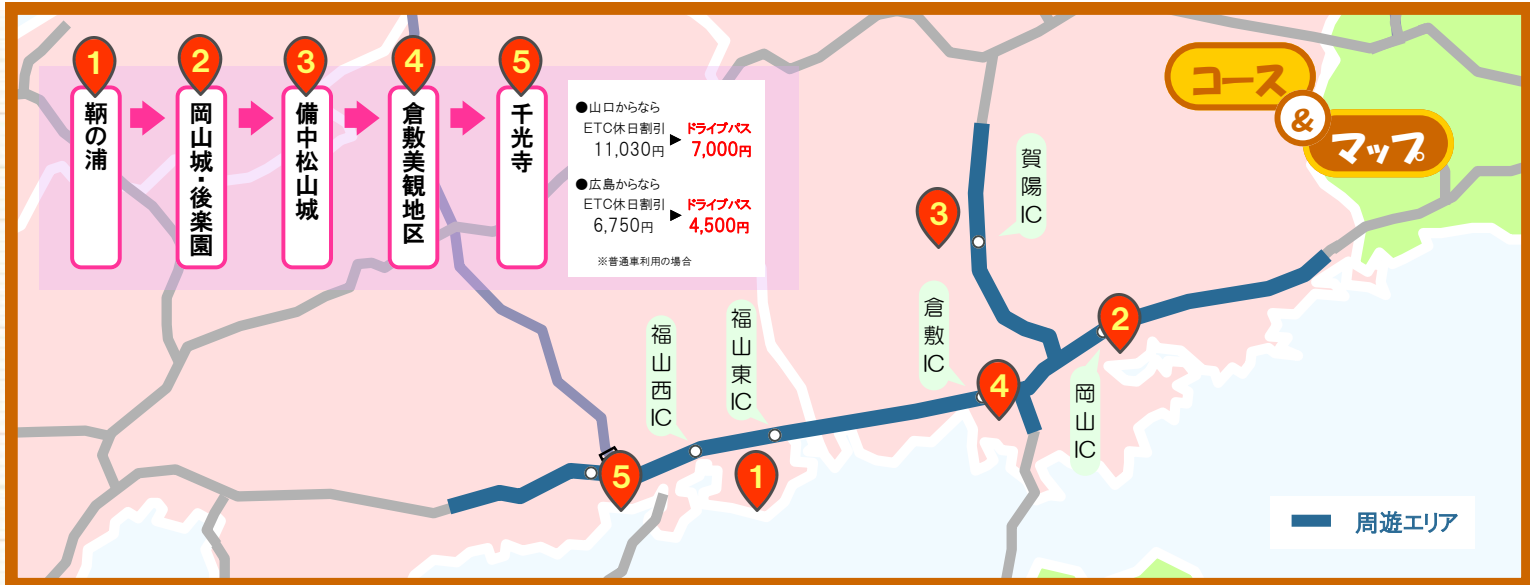 コース
&
マップ
1
2
3
4
5
鞆の浦
岡山城・後楽園
備中松山城
倉敷美観地区
千光寺
●山口からなら
ETC休日割引
11,030円
ドライブパス
7,000円
●広島からなら
ETC休日割引
6,750円
ドライブパス
4,500円
※普通車利用の場合
賀陽IC
3
倉敷IC
2
福山東IC
福山西IC
4
岡山IC
5
1
周遊エリア